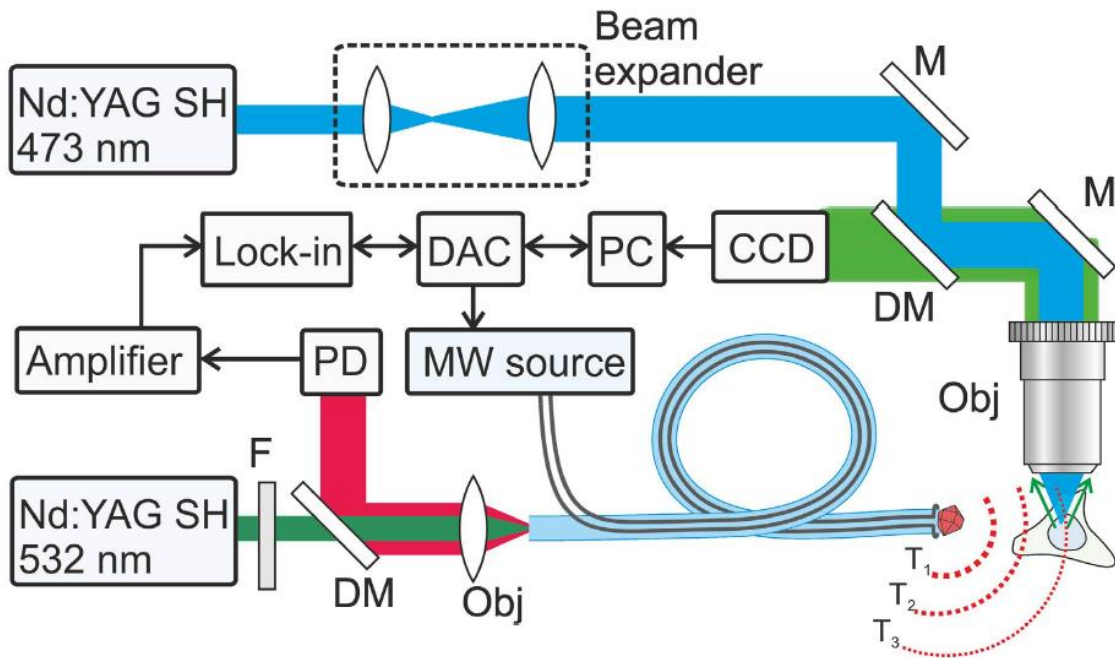 Beam
expander
M
Nd:YAG SH
473 nm
M
Lock-in
DAC
PC
CCD
DM
Amplifier
PD
MW source
Obj
F
Nd:YAG SH
532 nm
DM
Obj
T1
T2
T3